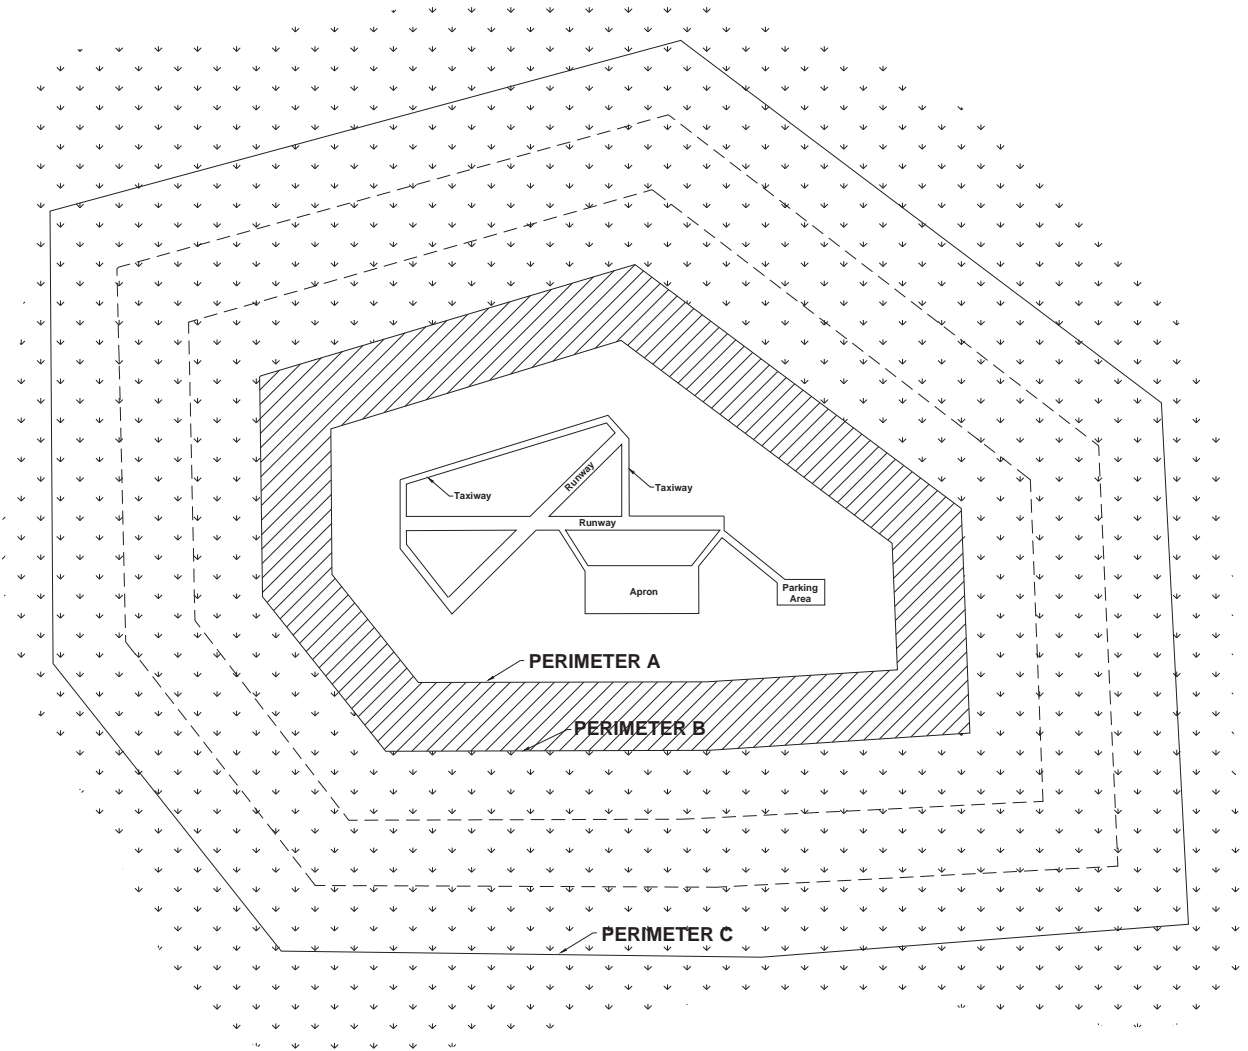 Runway
Taxiway
Taxiway
Runway
Apron
Parking
Area
PERIMETER A
PERIMETER B
PERIMETER C